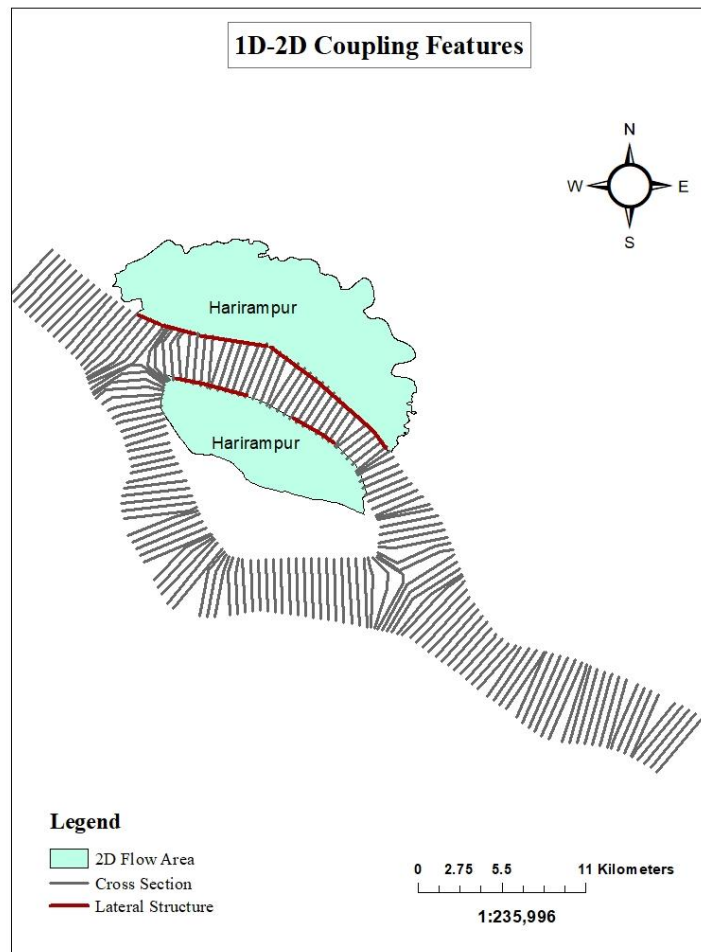 1D-2D Coupling Features
N
W E
S
Harirampur
Harirampur
Legend
2D Flow Area
Cross Section
Lateral Structure
0 2.75 5.5 11 Kilometers
1:235,996